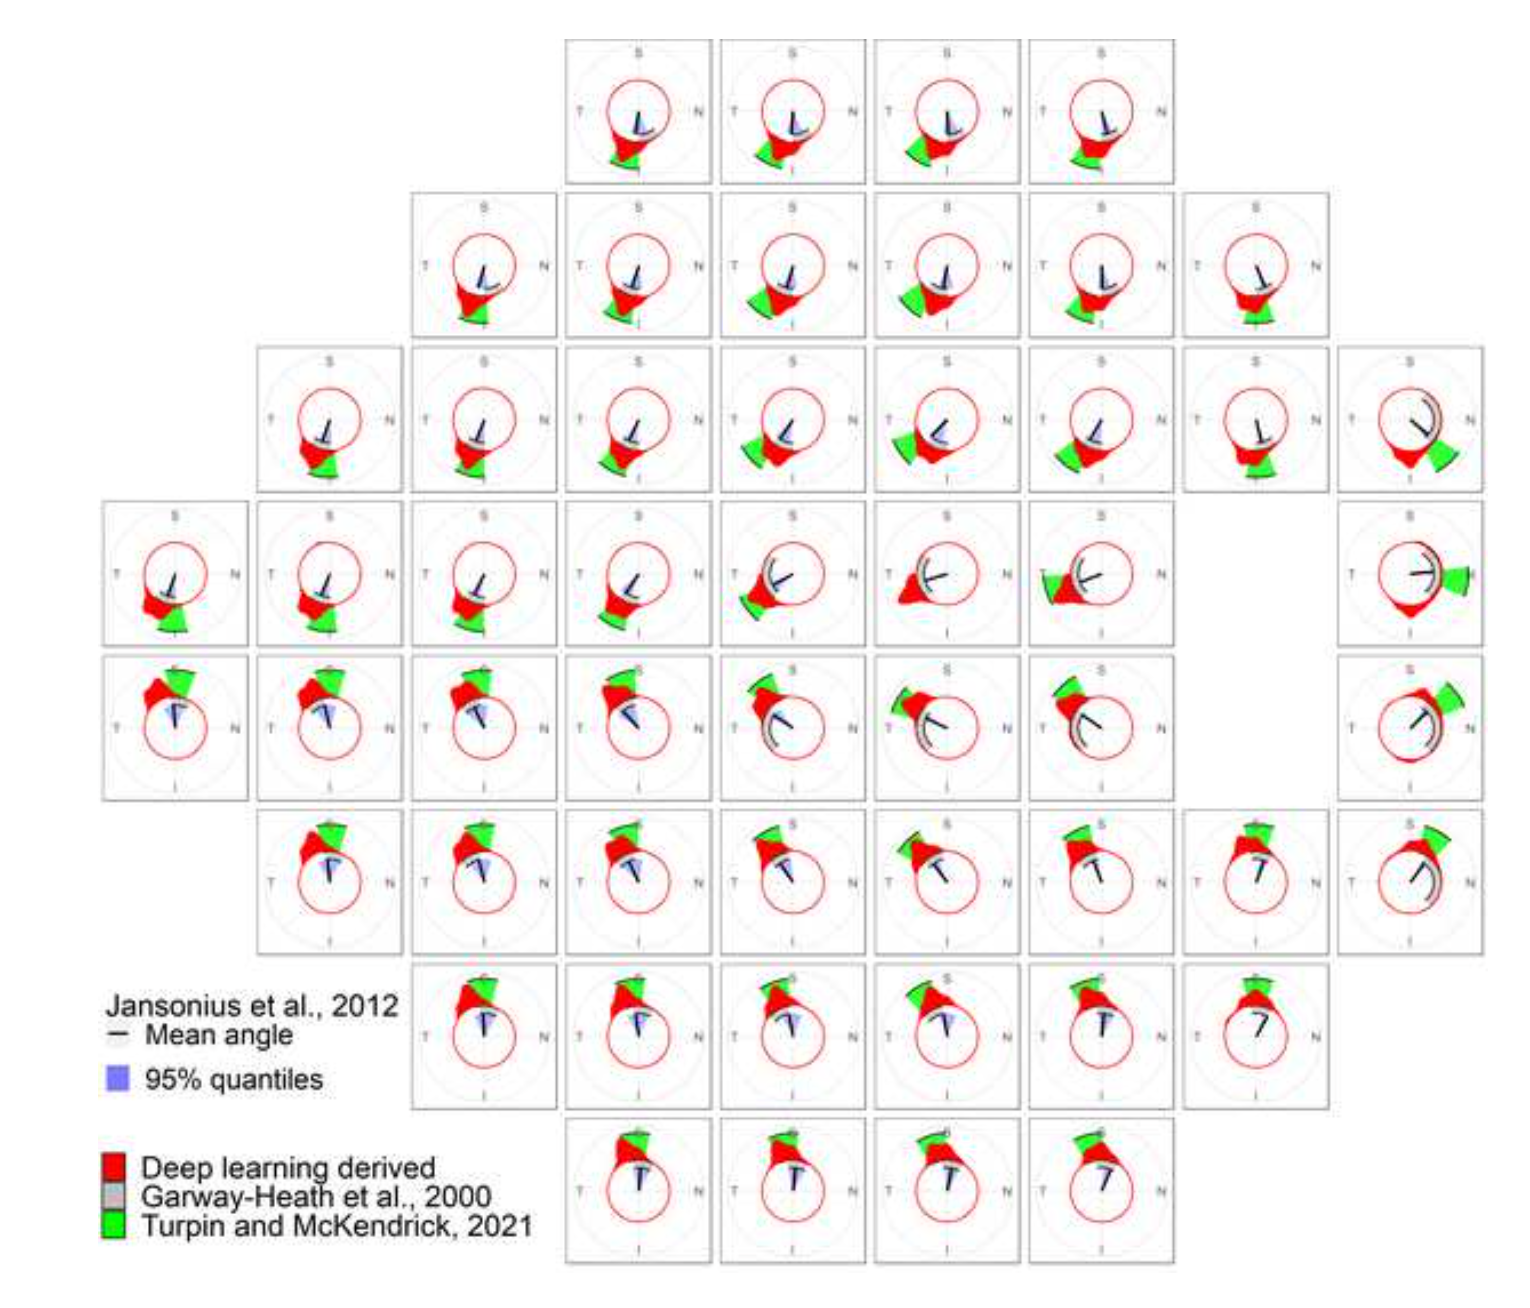 S S S S
T N T N T N T N
I I I I
S S S S S S
T N T N T N T N T N T N
I I I I I I
S S S S S S S S
T N T N T N T N T N T N T N T N
I I I I I I I I
S S S S S S S S
T N T N T N T N T N T N T N T N
I I I I I I I I
S S S S S S S S
T N T N T N T N T N T N T N T N
I I I I I I I I
S S S S S S S S
T N T N T N T N T N T N T N T N
I I I I I I I I
S S S S S S
T N T N T N T N T N T N
I I I I I I
S S S S
T N T N T N T N
I I I I
Jansonius et al., 2012
Mean angle
95% quantiles
Deep learning derived
Garway-Heath et al., 2000
Turpin and McKendrick, 2021